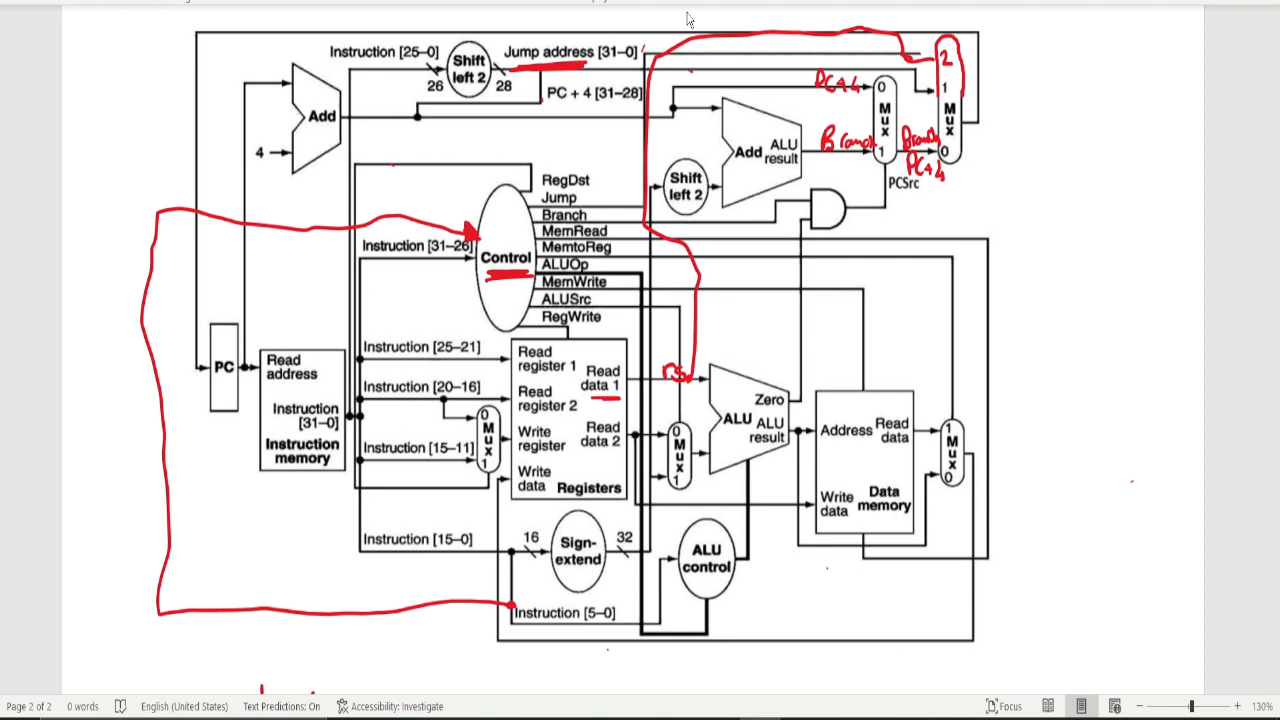 Instruction [25–0]
Shift left 2
Jump address [31–0]
26
28
PC + 4 [31–28]
2
1
Mux
0
PC+4
0
Mux
1
Branch
Branch
PC+4
Add
4
Add
ALU result
Shift left 2
PCSrc
RegDst
Jump
Branch
MemRead
MemtoReg
ALUOp
MemWrite
ALUSrc
RegWrite
Instruction [31–26]
Control
PC
Read address
Instruction [31–0]
Instruction memory
Instruction [25–21]
Instruction [20–16]
Instruction [15–11]
0
Mux
1
Read register 1
Read register 2
Write register
Write data
Read data 1
Read data 2
Registers
rs
0
Mux
1
Zero
ALU
ALU result
Address
Read data
Write data
Data memory
1
Mux
0
Instruction [15–0]
16
Sign-extend
32
ALU control
Instruction [5–0]
Page 2 of 2
0 words
English (United States)
Text Predictions: On
Accessibility: Investigate
Focus
130%